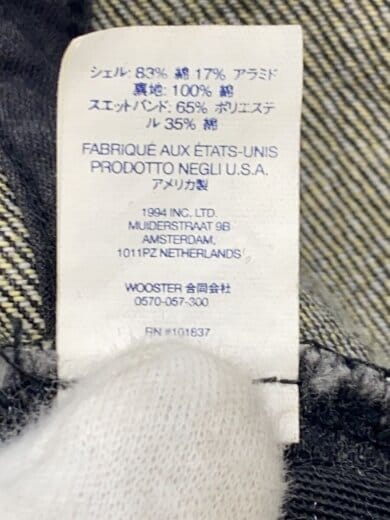 シェル: 83% 綿 17% アラミド
裏地: 100% 綿
スエットバンド: 65% ポリエステ
ル 35% 綿
FABRIQUÉ AUX ÉTATS-UNIS
PRODOTTO NEGLI U.S.A.
アメリカ製
1994 INC. LTD.
MUIDERSTRAAT 9B
AMSTERDAM,
1011PZ NETHERLANDS
WOOSTER 合同会社
0570-057-300
RN #101837